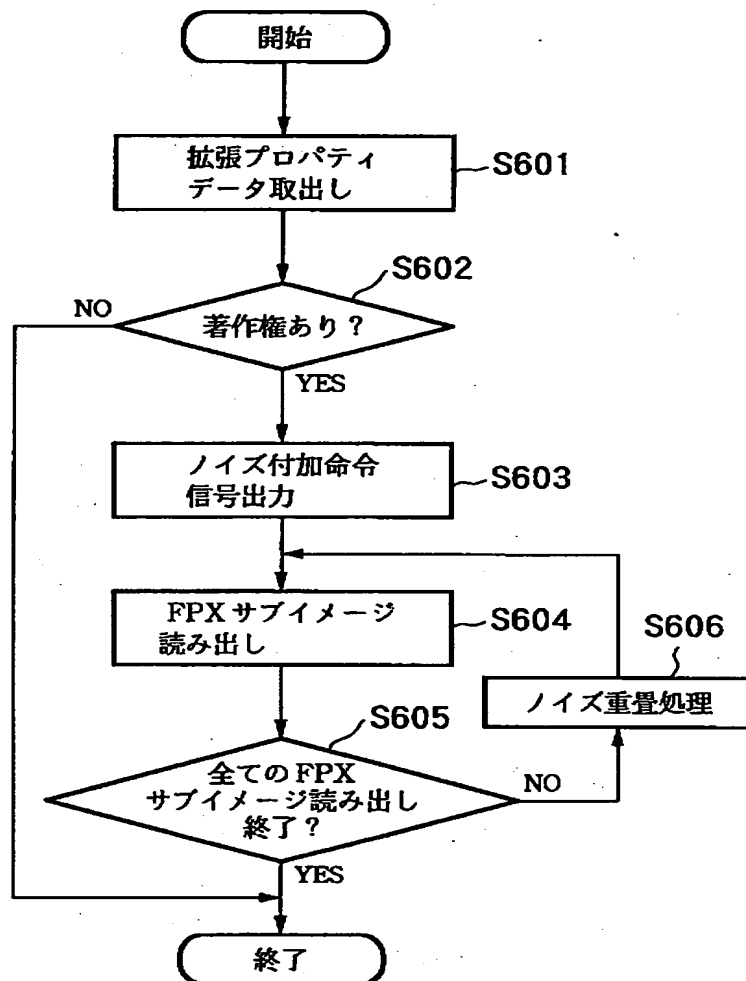 開始
拡張プロパティ
データ取出し
S601
S602
NO
著作権あり?
YES
ノイズ付加命令
信号出力
S603
FPXサブイメージ
読み出し
S604
S606
ノイズ重畳処理
S605
全てのFPX
サブイメージ読み出し
終了?
NO
YES
終了